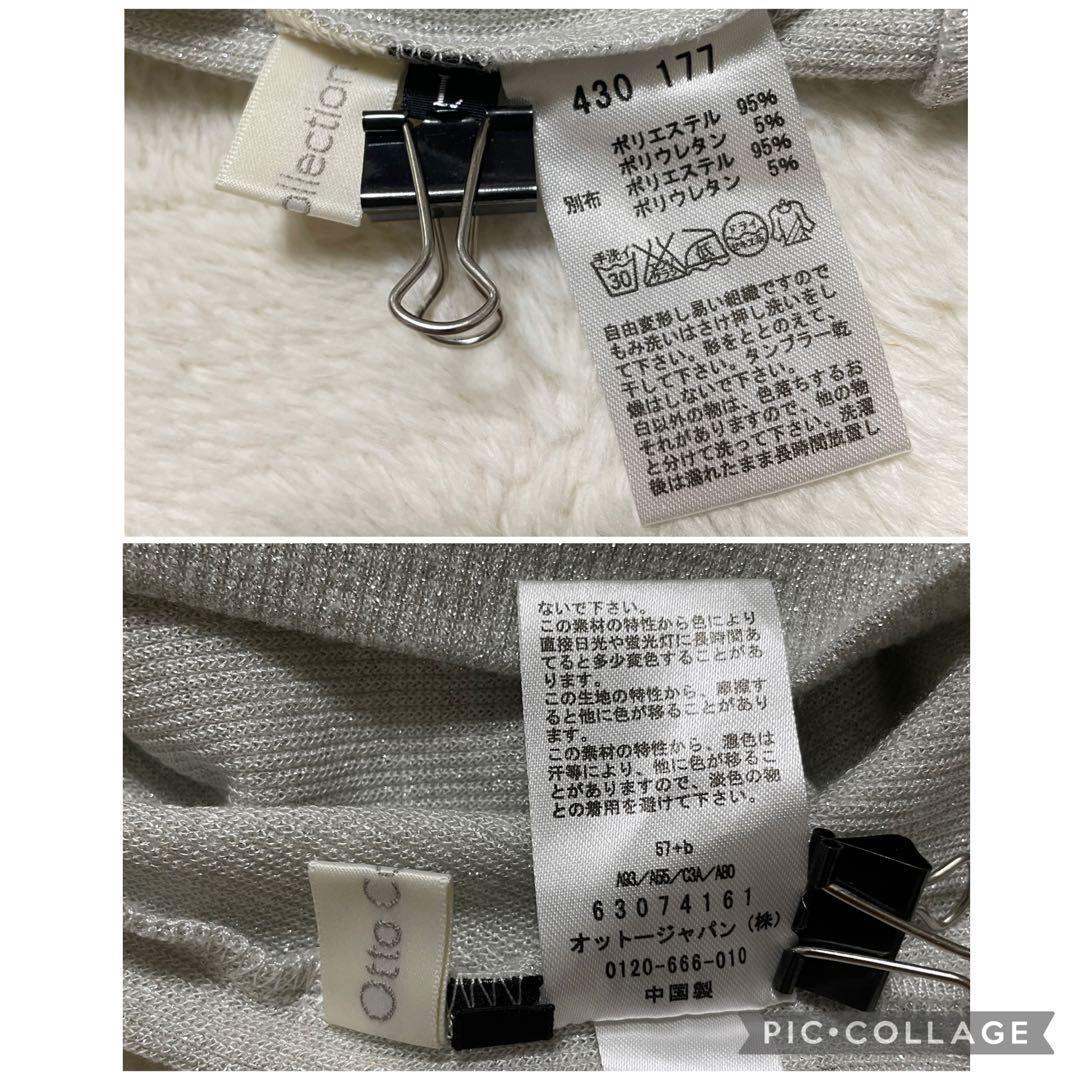 ollection
L
430 177
ポリエステル 95%
ポリウレタン 5%
別布 ポリエステル 95%
ポリウレタン 5%
手洗イ
30
低
自由変形し易い組織ですので
もみ洗いはさけ押し洗いをし
て下さい。形をととのえて、
干して下さい。タンブラー乾
燥はしないで下さい。
白以外の物は、色落ちするお
それがありますので、他の物
と分けて洗って下さい。洗濯
後は濡れたまま長時間放置し
ないで下さい。
この素材の特性から色により
直接日光や蛍光灯に長時間あ
てると多少変色することがあ
ります。
この生地の特性から、摩擦す
ると他に色が移ることがあり
ます。
この素材の特性から、濃色は
汗等により、他に色が移るこ
とがありますので、淡色の物
との着用を避けて下さい。
57+b
A93/A55/C3A/A80
63074161
オットージャパン(株)
0120-666-010
中国製
Otto C
PIC•COLLAGE